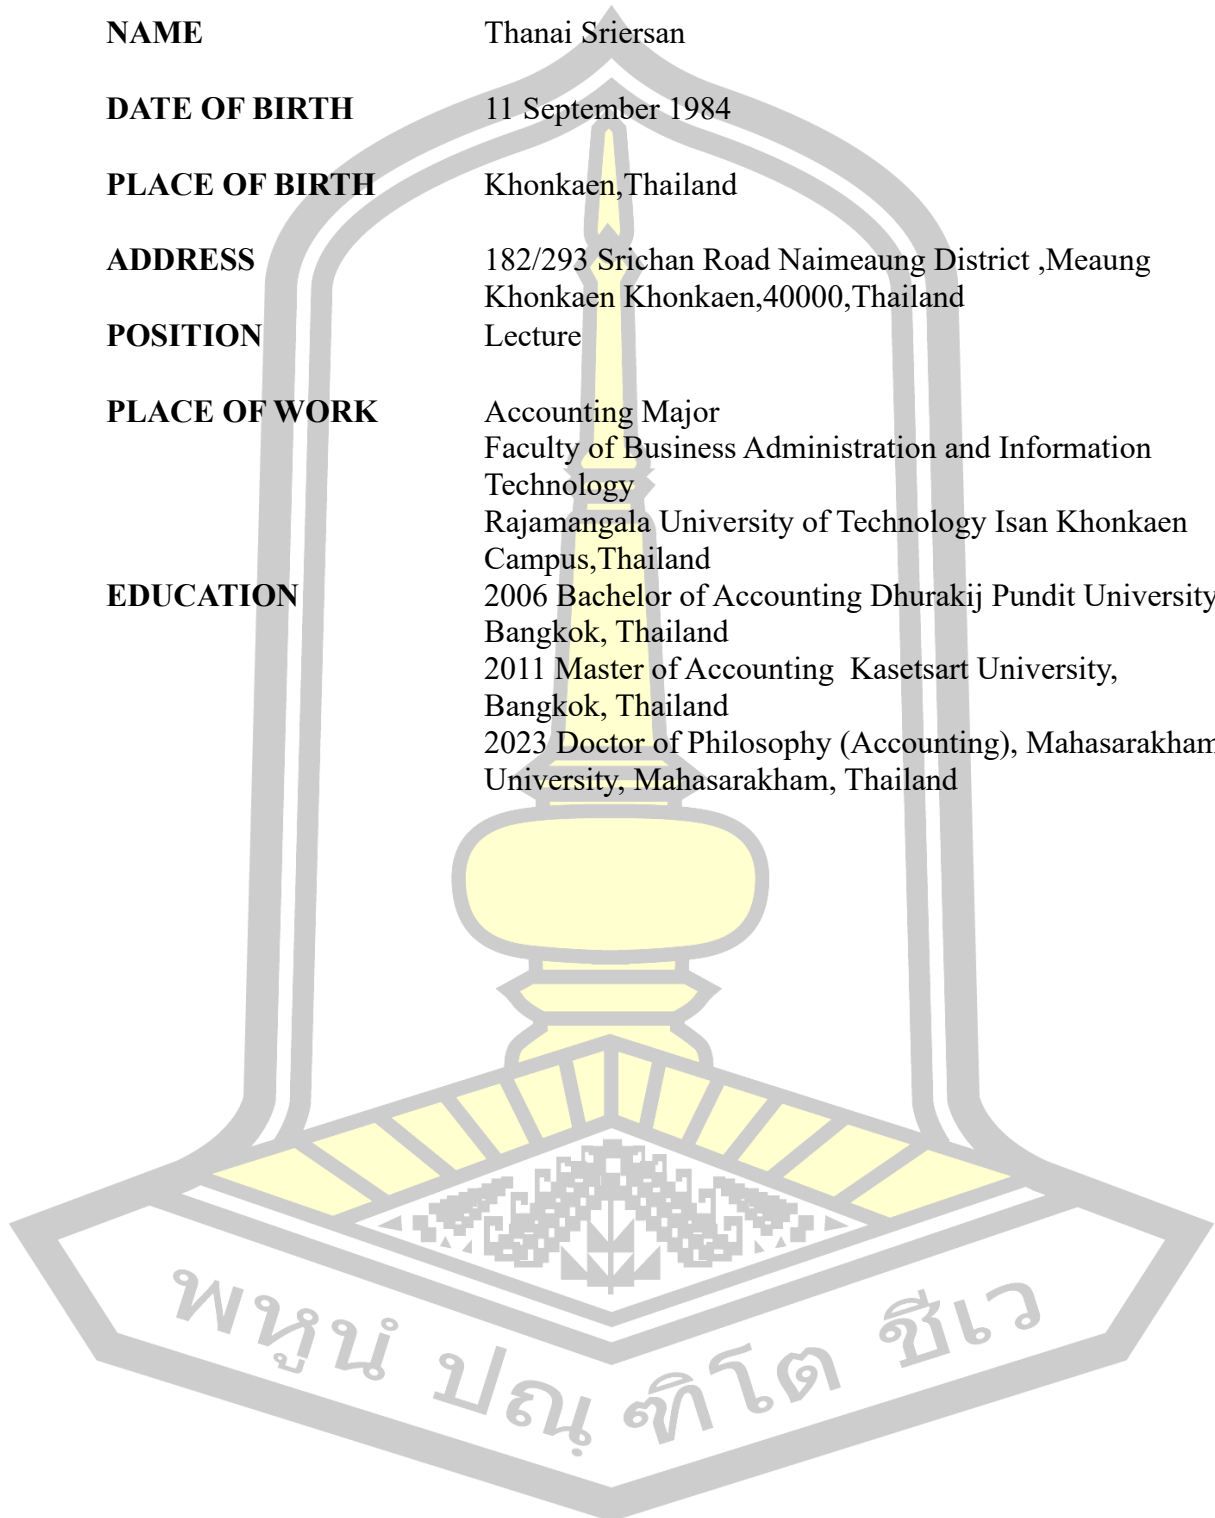 NAME Thanai Sriersan
DATE OF BIRTH 11 September 1984
PLACE OF BIRTH Khonkaen,Thailand
ADDRESS 182/293 Srichan Road Naimeaung District ,Meaung
Khonkaen Khonkaen,40000,Thailand
POSITION Lecture
PLACE OF WORK Accounting Major
Faculty of Business Administration and Information
Technology
Rajamangala University of Technology Isan Khonkaen
Campus,Thailand
EDUCATION 2006 Bachelor of Accounting Dhurakij Pundit University
Bangkok, Thailand
2011 Master of Accounting  Kasetsart University,
Bangkok, Thailand
2023 Doctor of Philosophy (Accounting), Mahasarakham
University, Mahasarakham, Thailand
พหูนํ ปณฺ ฑิโต ชีเว